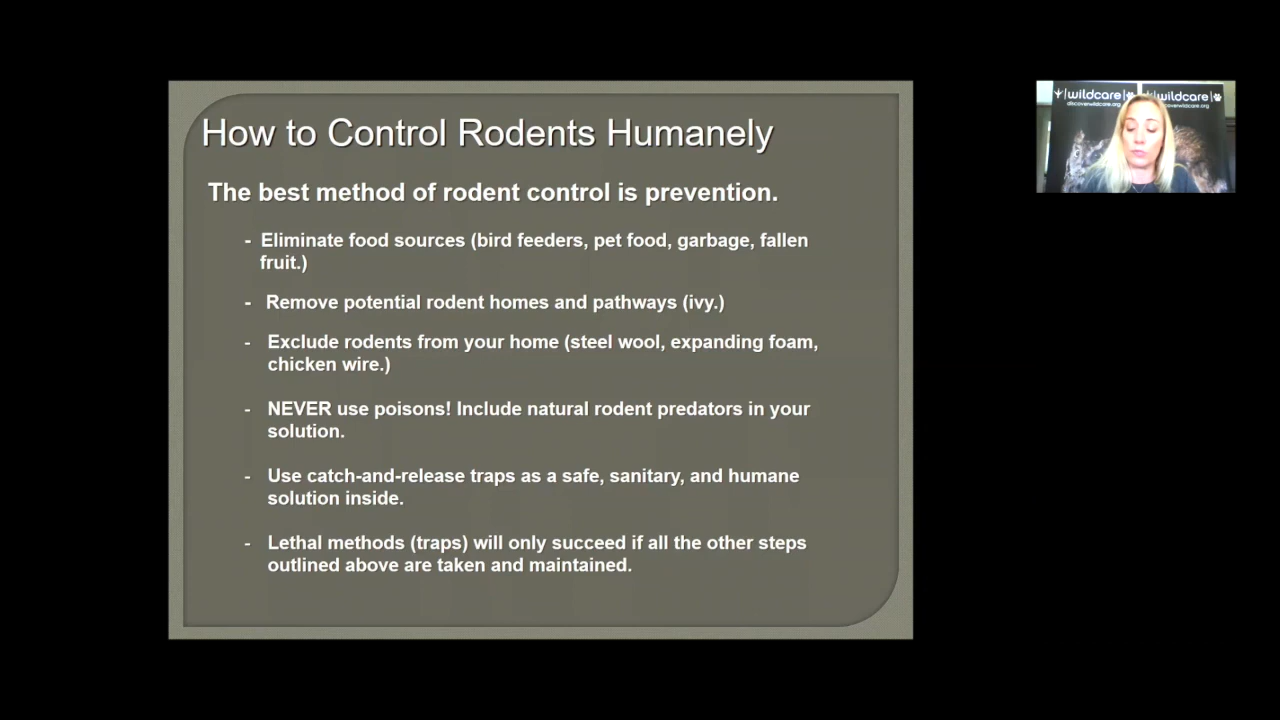 How to Control Rodents Humanely
The best method of rodent control is prevention.
- Eliminate food sources (bird feeders, pet food, garbage, fallen
fruit.)
- Remove potential rodent homes and pathways (ivy.)
- Exclude rodents from your home (steel wool, expanding foam,
chicken wire.)
- NEVER use poisons! Include natural rodent predators in your
solution.
- Use catch-and-release traps as a safe, sanitary, and humane
solution inside.
- Lethal methods (traps) will only succeed if all the other steps
outlined above are taken and maintained.
wildcare wildcare
discoverwildcare.org